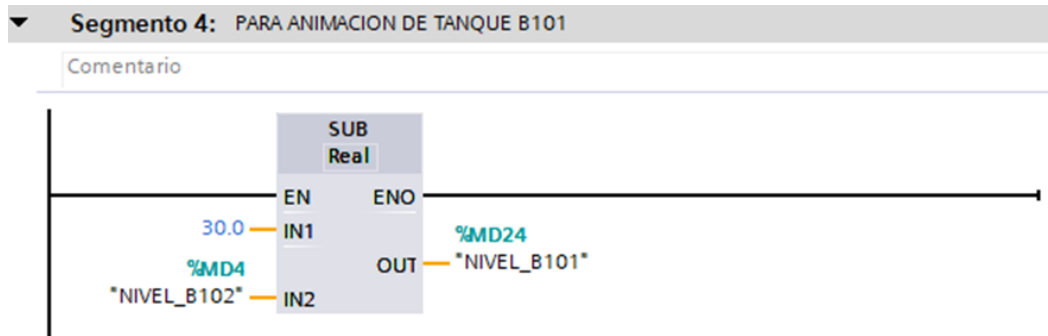 Segmento 4: PARA ANIMACION DE TANQUE B101
Comentario
SUB
Real
EN ENO
30.0 IN1
%MD24
%MD4
OUT "NIVEL_B101"
"NIVEL_B102" IN2